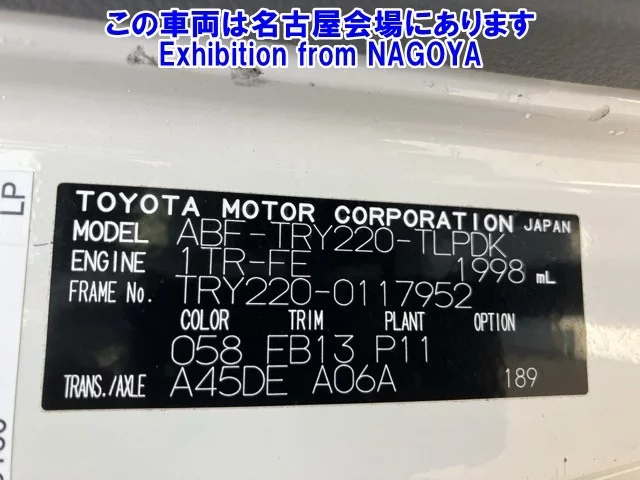 この車両は名古屋会場にあります
Exhibition from NAGOYA
LP
TOYOTA MOTOR CORPORATION JAPAN
MODEL ABF-TRY220-TLPDK
ENGINE 1TR-FE 1998 mL
FRAME No. TRY220-0117952
COLOR TRIM PLANT OPTION
058 FB13 P11
TRANS./AXLE A45DE A06A 189